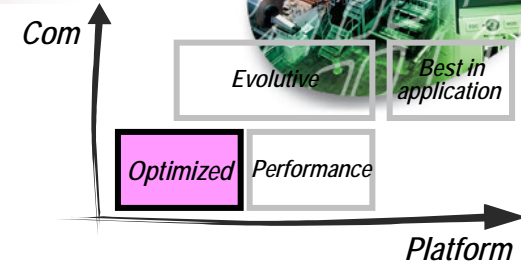 Com
Evolutive
Best in
application
Optimized
Performance
Platform